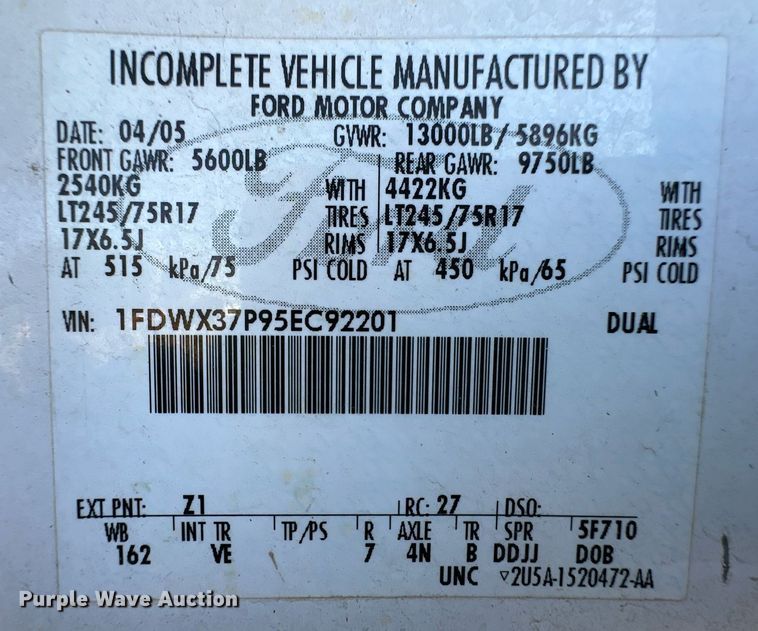 INCOMPLETE VEHICLE MANUFACTURED BY
FORD MOTOR COMPANY
DATE: 04/05 GVWR: 13000LB/5896KG
FRONT GAWR: 5600LB REAR GAWR: 9750LB
2540KG WITH 4422KG WITH
LT245/75R17 TIRES LT245/75R17 TIRES
17X6.5J RIMS 17X6.5J RIMS
AT 515 kPa/75 PSI COLD AT 450 kPa/65 PSI COLD
Ford
VIN: 1FDWX37P95EC92201 DUAL
EXT PNT: Z1 RC: 27 DSO:
WB INT TR TP/PS R AXLE TR SPR 5F710
162 VE 7 4N B DDJJ DOB
UNC ▽2U5A-1520472-AA
Purple Wave Auction